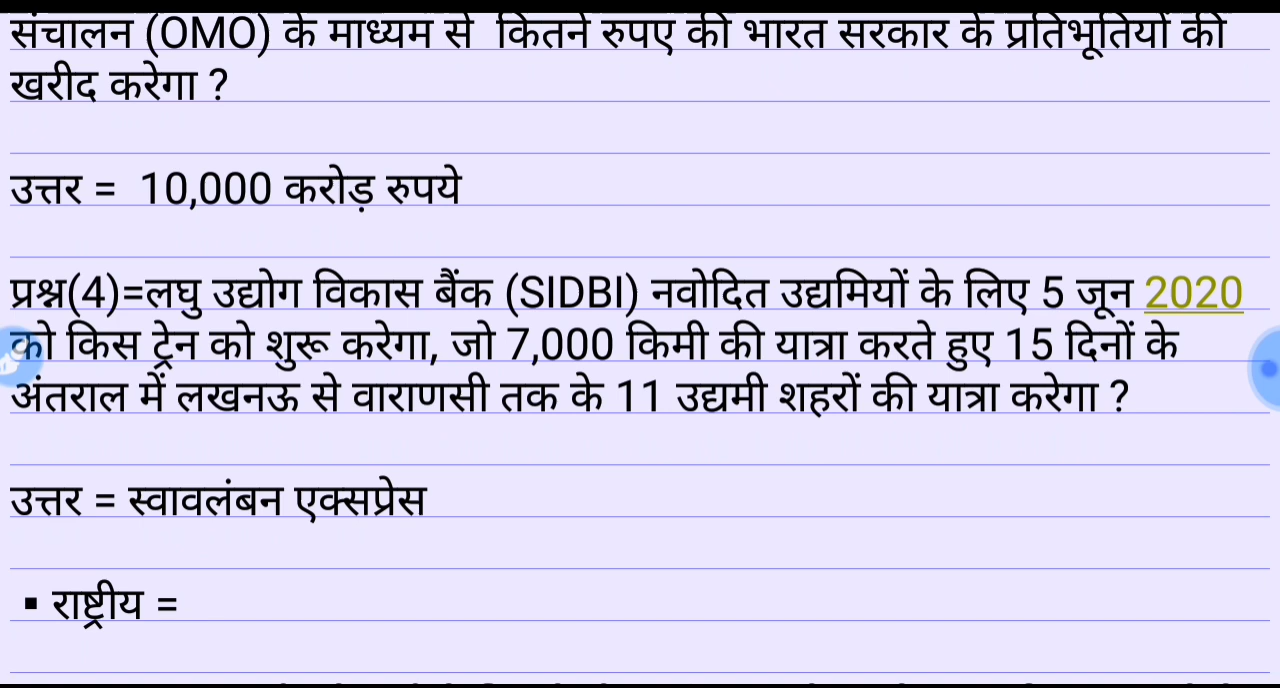 संचालन (OMO) के माध्यम से कितने रुपए की भारत सरकार के प्रतिभूतियों की
खरीद करेगा ?
उत्तर = 10,000 करोड़ रुपये
प्रश्न(4)=लघु उद्योग विकास बैंक (SIDBI) नवोदित उद्यमियों के लिए 5 जून 2020
को किस ट्रेन को शुरू करेगा, जो 7,000 किमी की यात्रा करते हुए 15 दिनों के
अंतराल में लखनऊ से वाराणसी तक के 11 उद्यमी शहरों की यात्रा करेगा ?
उत्तर = स्वावलंबन एक्सप्रेस
▪ राष्ट्रीय =